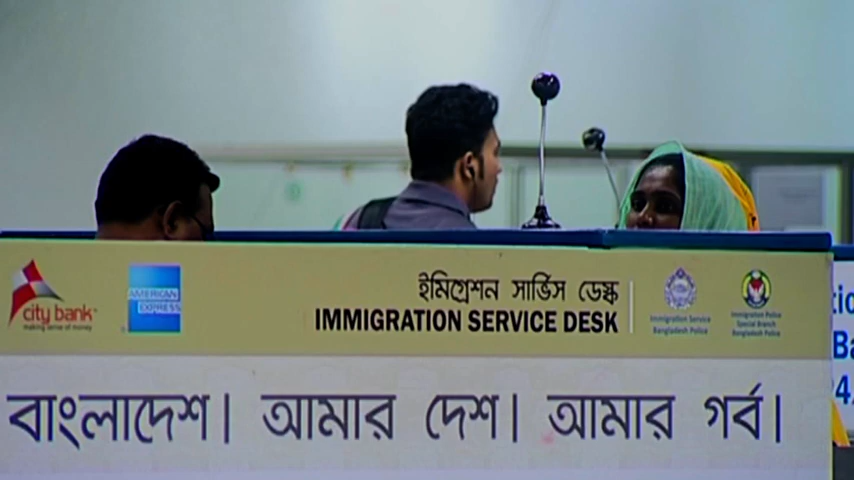 city bank
making sense of money
AMERICAN
EXPRESS
ইমিগ্রেশন সার্ভিস ডেস্ক
IMMIGRATION SERVICE DESK
Immigration Service
Bangladesh Police
Immigration Police
Special Branch
Bangladesh Police
বাংলাদেশ। আমার দেশ। আমার গর্ব।